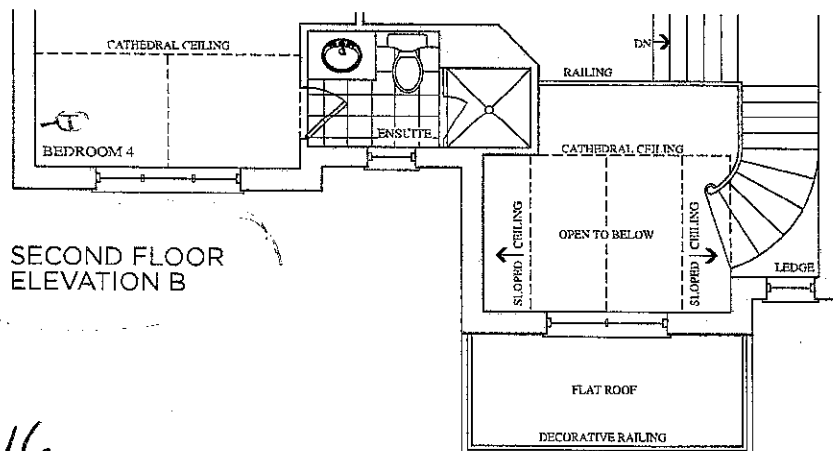 CATHEDRAL CEILING
DN
RAILING
ENSUITE
BEDROOM 4
CATHEDRAL CEILING
SLOPED CEILING
OPEN TO BELOW
SLOPED CEILING
LEDGE
SECOND FLOOR
ELEVATION B
FLAT ROOF
DECORATIVE RAILING